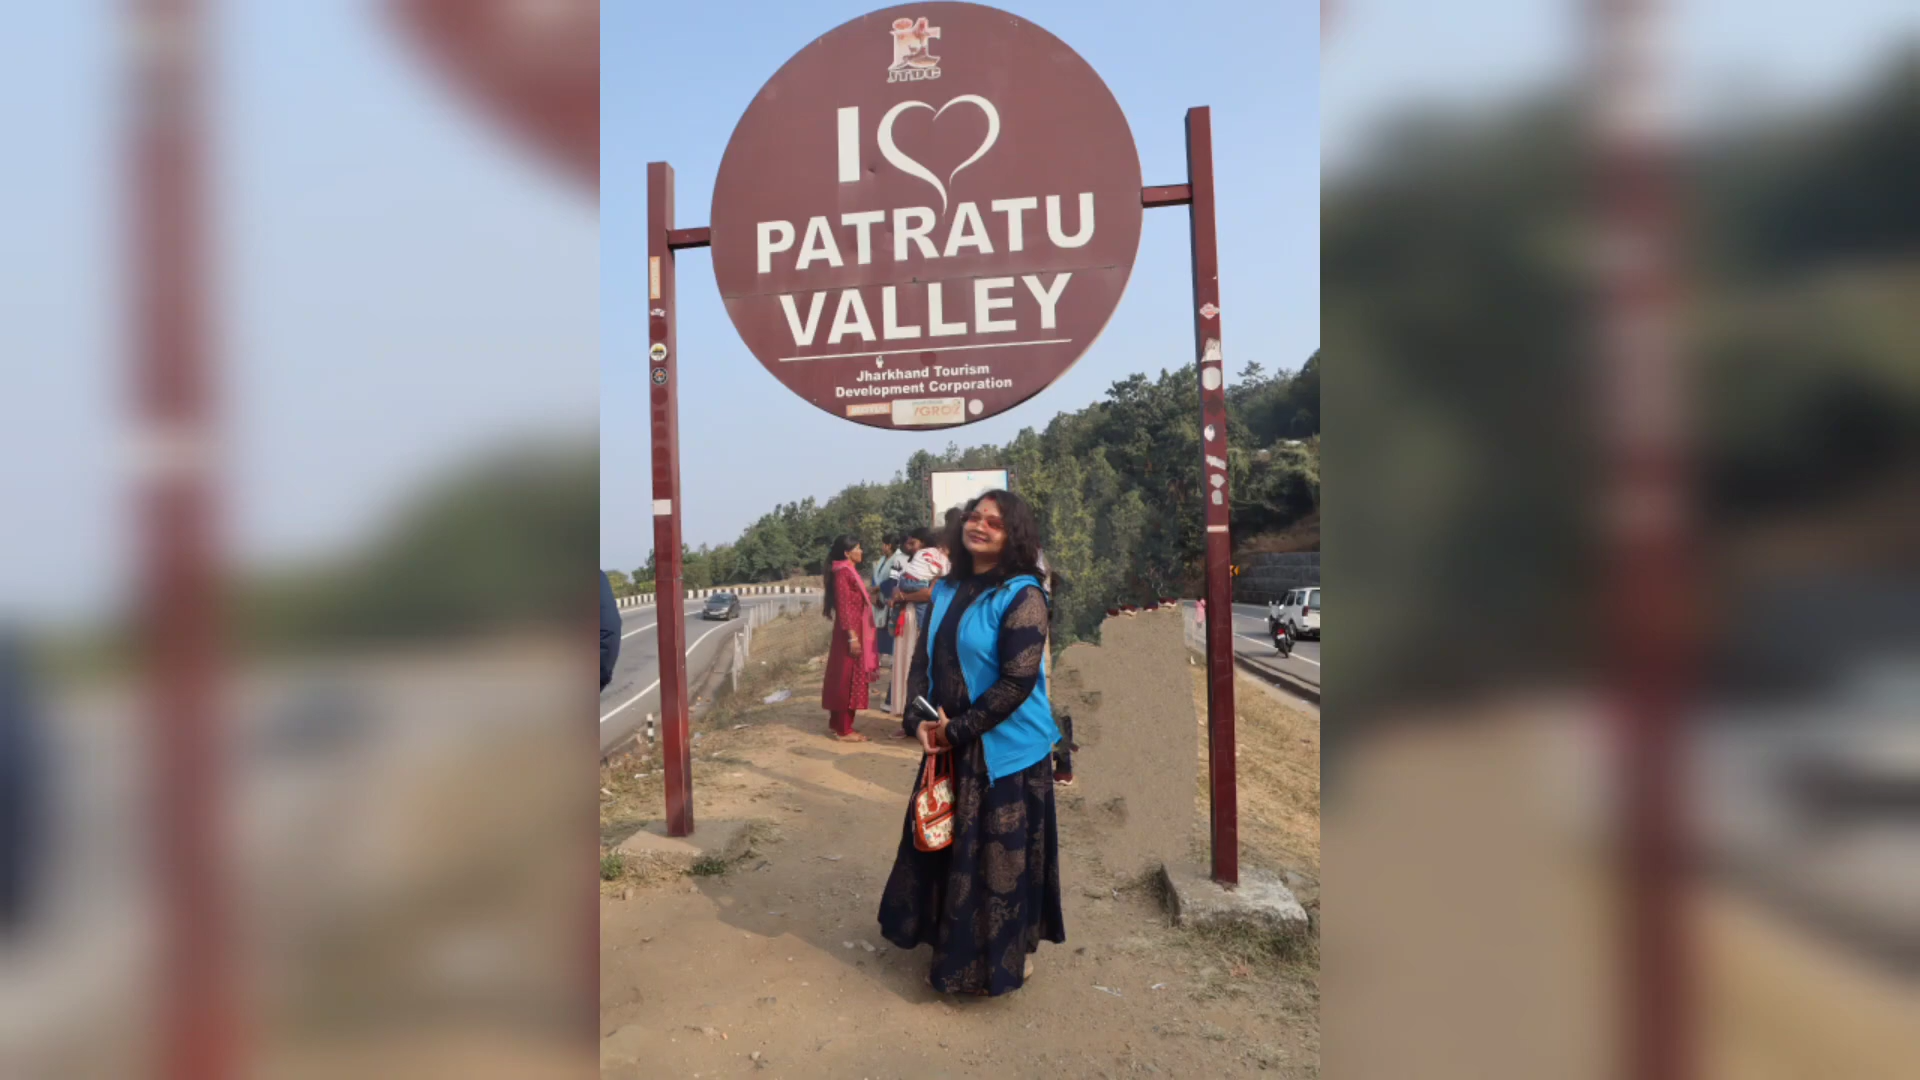 JTDC
I
PATRATU
VALLEY
Jharkhand Tourism
Development Corporation